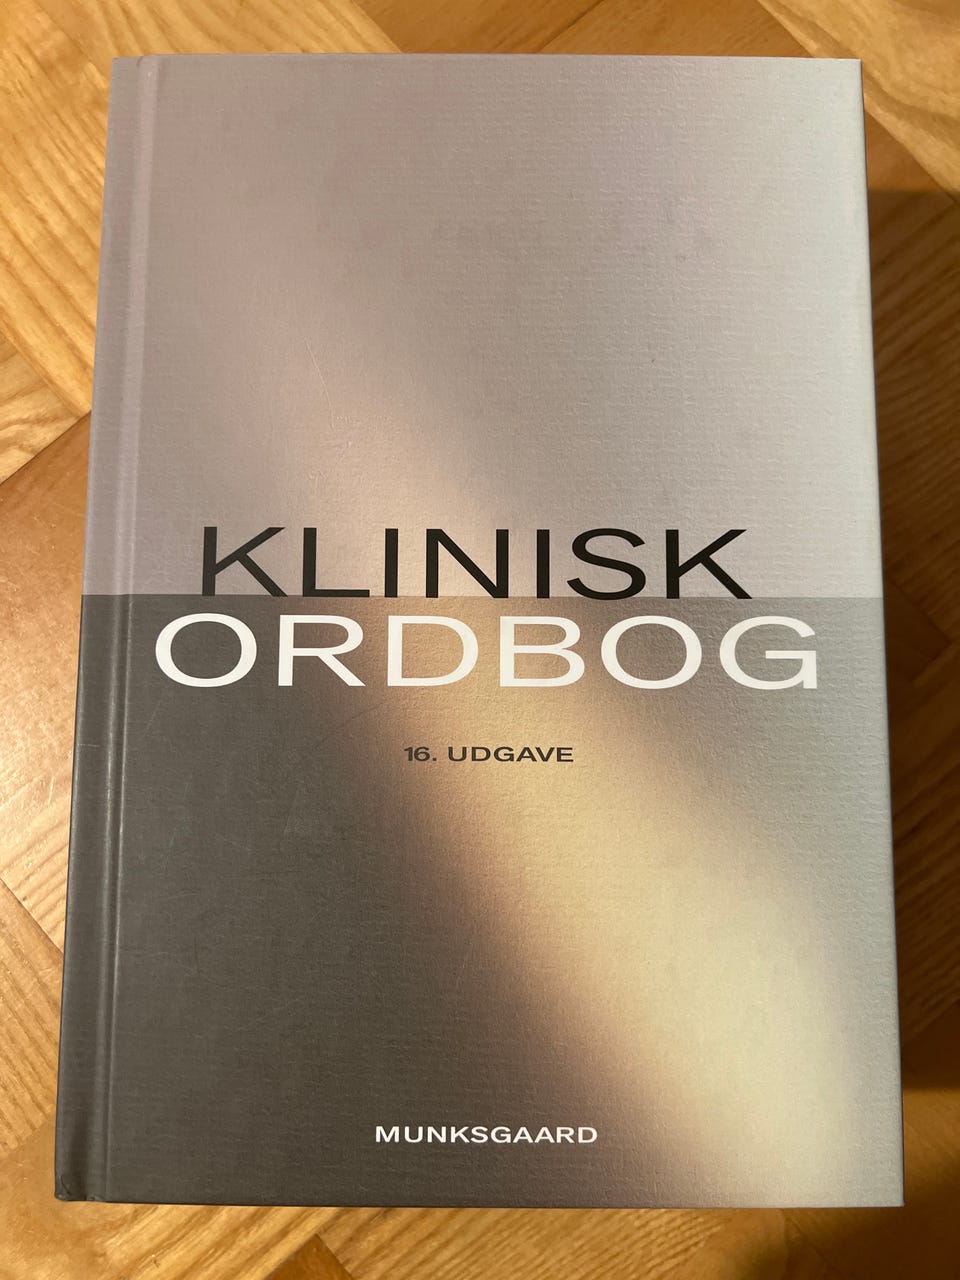 KLINISK
ORDBOG
16. UDGAVE
MUNKSGAARD